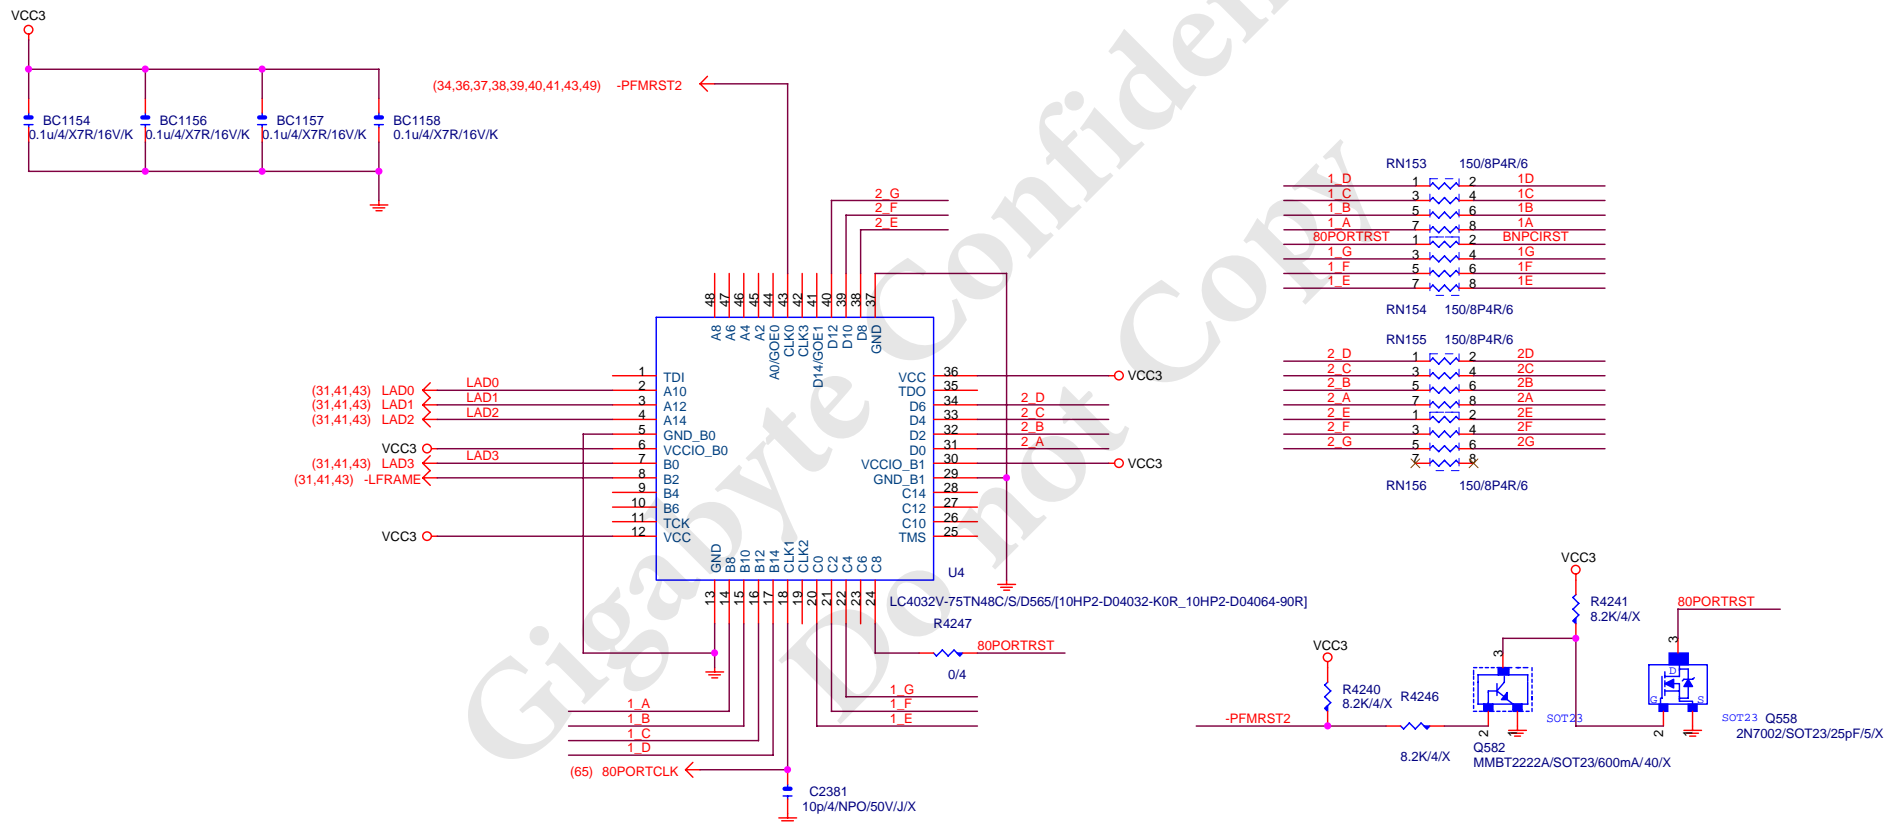 VCC3
BC1154
0.1u/4/X7R/16V/K
BC1156
0.1u/4/X7R/16V/K
BC1157
0.1u/4/X7R/16V/K
BC1158
0.1u/4/X7R/16V/K
(34,36,37,38,39,40,41,43,49) -PFMRST2
2_G
2_F
2_E
48 47 46 45 44 43 42 41 40 39 38 37
A8 A6 A4 A2 A0/GOE0 CLK0 CLK3 D14/GOE1 D12 D10 D8 GND
1 TDI
(31,41,43) LAD0 LAD0 2 A10
(31,41,43) LAD1 LAD1 3 A12
(31,41,43) LAD2 LAD2 4 A14
5 GND_B0
VCC3 6 VCCIO_B0
(31,41,43) LAD3 LAD3 7 B0
(31,41,43) -LFRAME 8 B2
9 B4
10 B6
11 TCK
VCC3 12 VCC
VCC 36 VCC3
TDO 35
D6 34 2_D
D4 33 2_C
D2 32 2_B
D0 31 2_A
VCCIO_B1 30 VCC3
GND_B1 29
C14 28
C12 27
C10 26
TMS 25
GND B8 B10 B12 B14 CLK1 CLK2 C0 C2 C4 C6 C8
13 14 15 16 17 18 19 20 21 22 23 24
U4
LC4032V-75TN48C/S/D565/[10HP2-D04032-K0R_10HP2-D04064-90R]
R4247
80PORTRST
0/4
1_G
1_F
1_E
1_A
1_B
1_C
1_D
(65) 80PORTCLK
C2381
10p/4/NPO/50V/J/X
RN153 150/8P4R/6
1_D 1 2 1D
1_C 3 4 1C
1_B 5 6 1B
1_A 7 8 1A
80PORTRST 1 2 BNPCIRST
1_G 3 4 1G
1_F 5 6 1F
1_E 7 8 1E
RN154 150/8P4R/6
RN155 150/8P4R/6
2_D 1 2 2D
2_C 3 4 2C
2_B 5 6 2B
2_A 7 8 2A
2_E 1 2 2E
2_F 3 4 2F
2_G 5 6 2G
7 8
RN156 150/8P4R/6
VCC3
R4241
8.2K/4/X
80PORTRST
VCC3
R4240
8.2K/4/X
R4246
8.2K/4/X
-PFMRST2
3
2 1
SOT23
Q582
MMBT2222A/SOT23/600mA/40/X
3
D
G S
2 1
SOT23 Q558
2N7002/SOT23/25pF/5/X
Gigabyte Confiden
Do not Copy